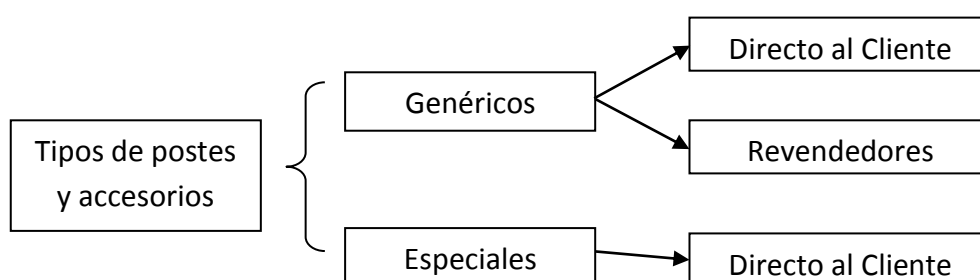 Directo al Cliente
Genéricos
Tipos de postes
y accesorios
Revendedores
Especiales
Directo al Cliente